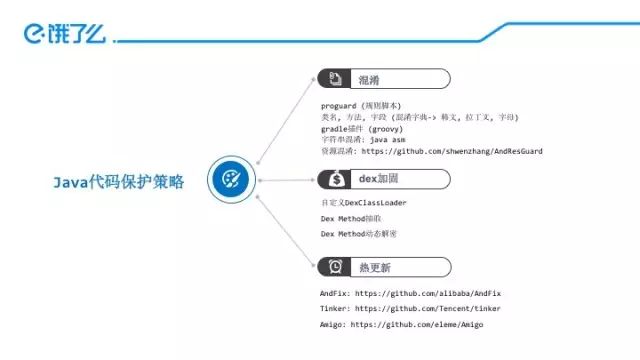 饿了么
Java代码保护策略
混淆
proguard (规则脚本)
类名, 方法, 字段 (混淆字典-> 韩文, 拉丁文, 字母)
gradle插件 (groovy)
字符串混淆: java asm
资源混淆: https://github.com/shwenzhang/AndResGuard
dex加固
自定义DexClassLoader
Dex Method抽取
Dex Method动态解密
热更新
AndFix: https://github.com/alibaba/AndFix
Tinker: https://github.com/Tencent/tinker
Amigo: https://github.com/eleme/Amigo